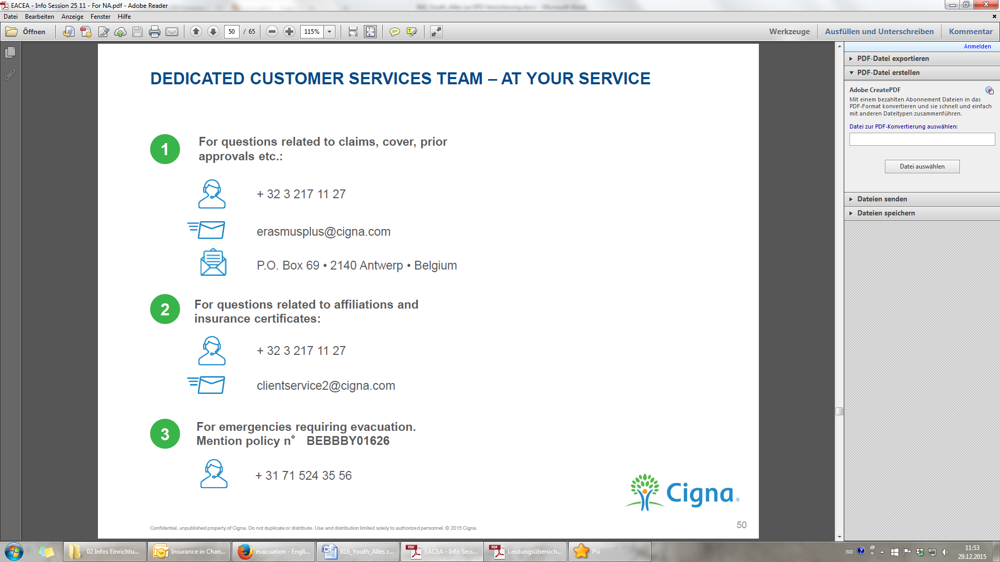 EACEA - Info Session 25 11 - For NA.pdf - Adobe Reader
Datei Bearbeiten Anzeige Fenster Hilfe
Öffnen 50 / 65 115% Werkzeuge Ausfüllen und Unterschreiben Kommentar
Anmelden
PDF-Datei exportieren
PDF-Datei erstellen
Adobe CreatePDF
Mit einem bezahlten Abonnement Dateien in das
PDF-Format konvertieren und sie schnell und einfach
mit anderen Dateitypen zusammenführen.
Datei zur PDF-Konvertierung auswählen:
Datei auswählen
Dateien senden
Dateien speichern
DEDICATED CUSTOMER SERVICES TEAM – AT YOUR SERVICE
1
For questions related to claims, cover, prior
approvals etc.:
+ 32 3 217 11 27
erasmusplus@cigna.com
P.O. Box 69 • 2140 Antwerp • Belgium
2
For questions related to affiliations and
insurance certificates:
+ 32 3 217 11 27
clientservice2@cigna.com
3
For emergencies requiring evacuation.
Mention policy n° BEBBBY01626
+ 31 71 524 35 56
Cigna®
Confidential, unpublished property of Cigna. Do not duplicate or distribute. Use and distribution limited solely to authorized personnel. © 2015 Cigna
50
02 Infos Einrichtu... Insurance in Chan... evacuation - Engli... B16_Youth_Alles z... EACEA - Info Sess... Leistungsübersich... Psi
11:53
29.12.2015